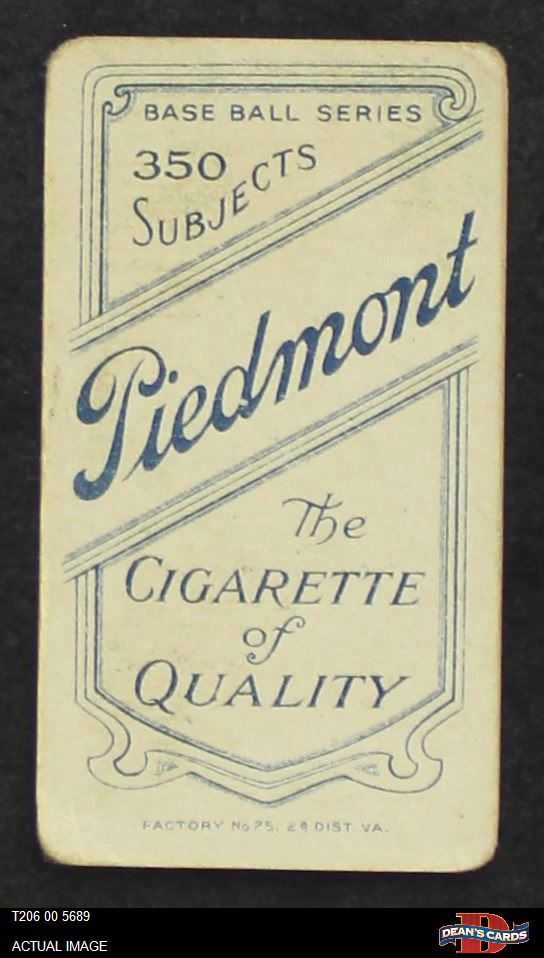 BASE BALL SERIES
350
SUBJECTS
Piedmont
The
CIGARETTE
of
QUALITY
FACTORY No 25. 2d DIST. VA.
T206 00 5689
ACTUAL IMAGE
D
DEAN'S CARDS